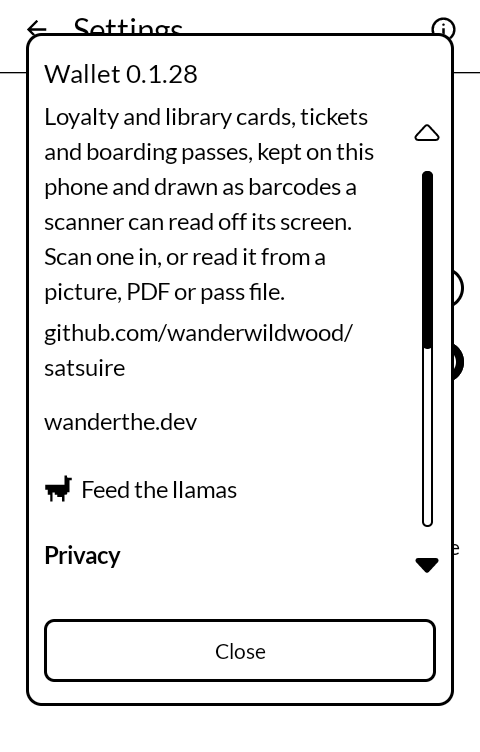 Settings
Wallet 0.1.28
Loyalty and library cards, tickets
and boarding passes, kept on this
phone and drawn as barcodes a
scanner can read off its screen.
Scan one in, or read it from a
picture, PDF or pass file.
github.com/wanderwildwood/
satsuire
wanderthe.dev
Feed the llamas
Privacy
Close